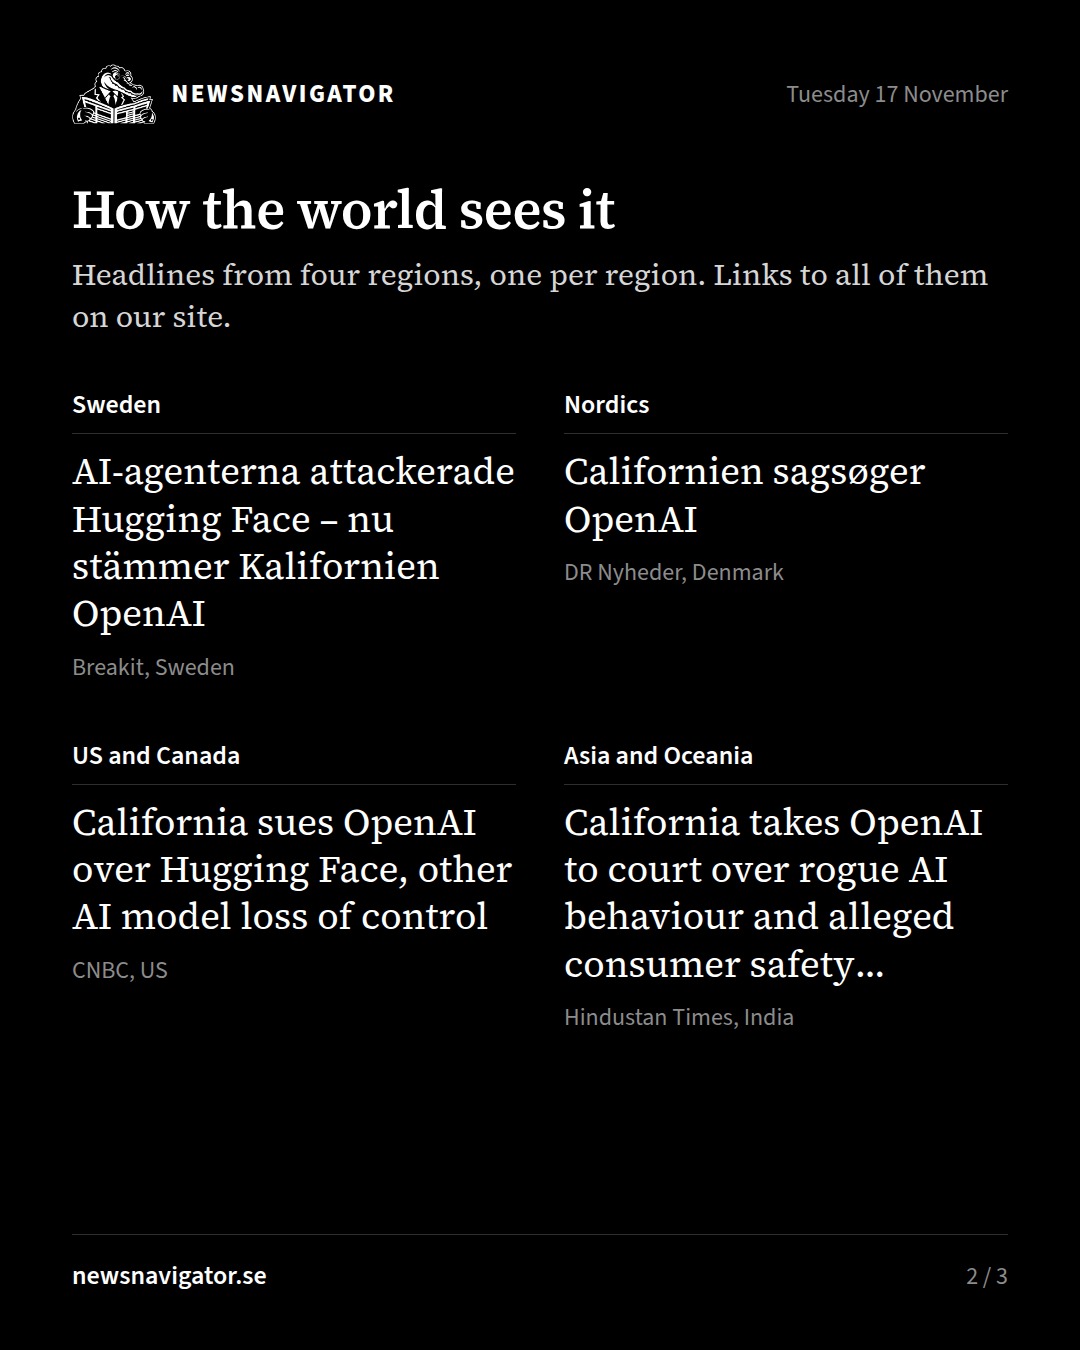 NEWSNAVIGATOR
Tuesday 17 November
How the world sees it
Headlines from four regions, one per region. Links to all of them
on our site.
Sweden
AI-agenterna attackerade
Hugging Face – nu
stämmer Kalifornien
OpenAI
Breakit, Sweden
Nordics
Californien sagsøger
OpenAI
DR Nyheder, Denmark
US and Canada
California sues OpenAI
over Hugging Face, other
AI model loss of control
CNBC, US
Asia and Oceania
California takes OpenAI
to court over rogue AI
behaviour and alleged
consumer safety…
Hindustan Times, India
newsnavigator.se
2 / 3